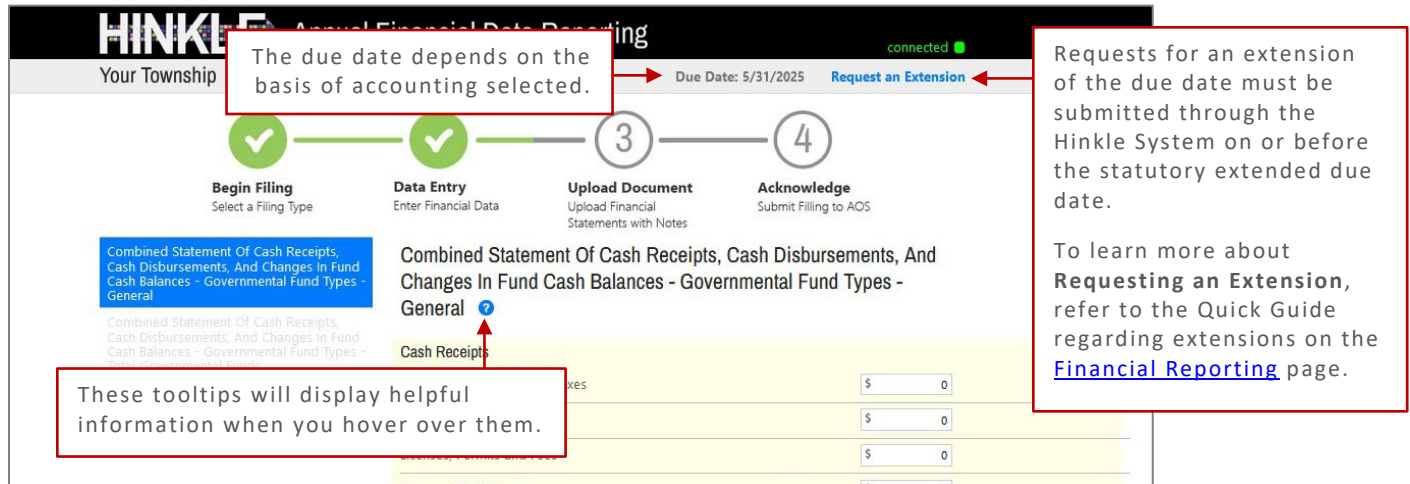 HINKLE Annual Financial Data Reporting
connected
Your Township
Due Date: 5/31/2025 Request an Extension
The due date depends on the
basis of accounting selected.
Requests for an extension
of the due date must be
submitted through the
Hinkle System on or before
the statutory extended due
date.
To learn more about
Requesting an Extension,
refer to the Quick Guide
regarding extensions on the
Financial Reporting page.
3
4
Begin Filing
Select a Filing Type
Data Entry
Enter Financial Data
Upload Document
Upload Financial
Statements with Notes
Acknowledge
Submit Filling to AOS
Combined Statement Of Cash Receipts,
Cash Disbursements, And Changes In Fund
Cash Balances - Governmental Fund Types -
General
Combined Statement Of Cash Receipts,
Cash Disbursements, And Changes In Fund
Cash Balances - Governmental Fund Types -
Total Governmental Funds
Combined Statement Of Cash Receipts, Cash Disbursements, And
Changes In Fund Cash Balances - Governmental Fund Types -
General ?
Cash Receipts
xes
$ 0
$ 0
Licenses, Permits and Fees
$ 0
These tooltips will display helpful
information when you hover over them.